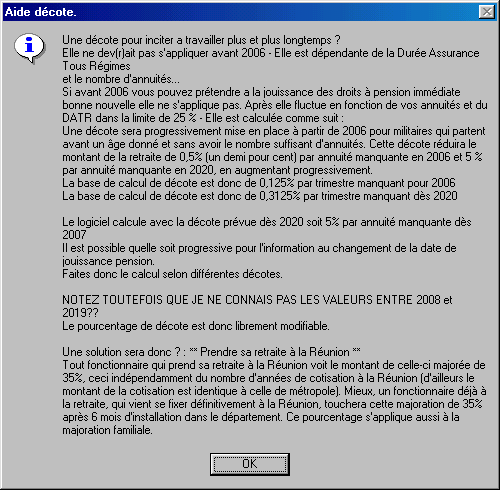 Aide décote.
Une décote pour inciter a travailler plus et plus longtemps ?
Elle ne dev(r)ait pas s'appliquer avant 2006 - Elle est dépendante de la Durée Assurance
Tous Régimes
et le nombre d'annuités...
Si avant 2006 vous pouvez prétendre a la jouissance des droits à pension immédiate
bonne nouvelle elle ne s'applique pas. Après elle fluctue en fonction de vos annuités et du
DATR dans la limite de 25 % - Elle est calculée comme suit :
Une décote sera progressivement mise en place à partir de 2006 pour militaires qui partent
avant un âge donné et sans avoir le nombre suffisant d'annuités. Cette décote réduira le
montant de la retraite de 0,5% (un demi pour cent) par annuité manquante en 2006 et 5 %
par annuité manquante en 2020, en augmentant progressivement.
La base de calcul de décote est donc de 0,125% par trimestre manquant pour 2006
La base de calcul de décote est donc de 0,3125% par trimestre manquant dès 2020
Le logiciel calcule avec la décote prévue dès 2020 soit 5% par annuité manquante dès
2007
Il est possible quelle soit progressive pour l'information au changement de la date de
jouissance pension.
Faites donc le calcul selon différentes décotes.
NOTEZ TOUTEFOIS QUE JE NE CONNAIS PAS LES VALEURS ENTRE 2008 et
2019??
Le pourcentage de décote est donc librement modifiable.
Une solution sera donc ? : ** Prendre sa retraite à la Réunion **
Tout fonctionnaire qui prend sa retraite à la Réunion voit le montant de celle-ci majorée de
35%, ceci indépendamment du nombre d'années de cotisation à la Réunion (d'ailleurs le
montant de la cotisation est identique à celle de métropole). Mieux, un fonctionnaire déjà à
la retraite, qui vient se fixer définitivement à la Réunion, touchera cette majoration de 35%
après 6 mois d'installation dans le département. Ce pourcentage s'applique aussi à la
majoration familiale.
OK